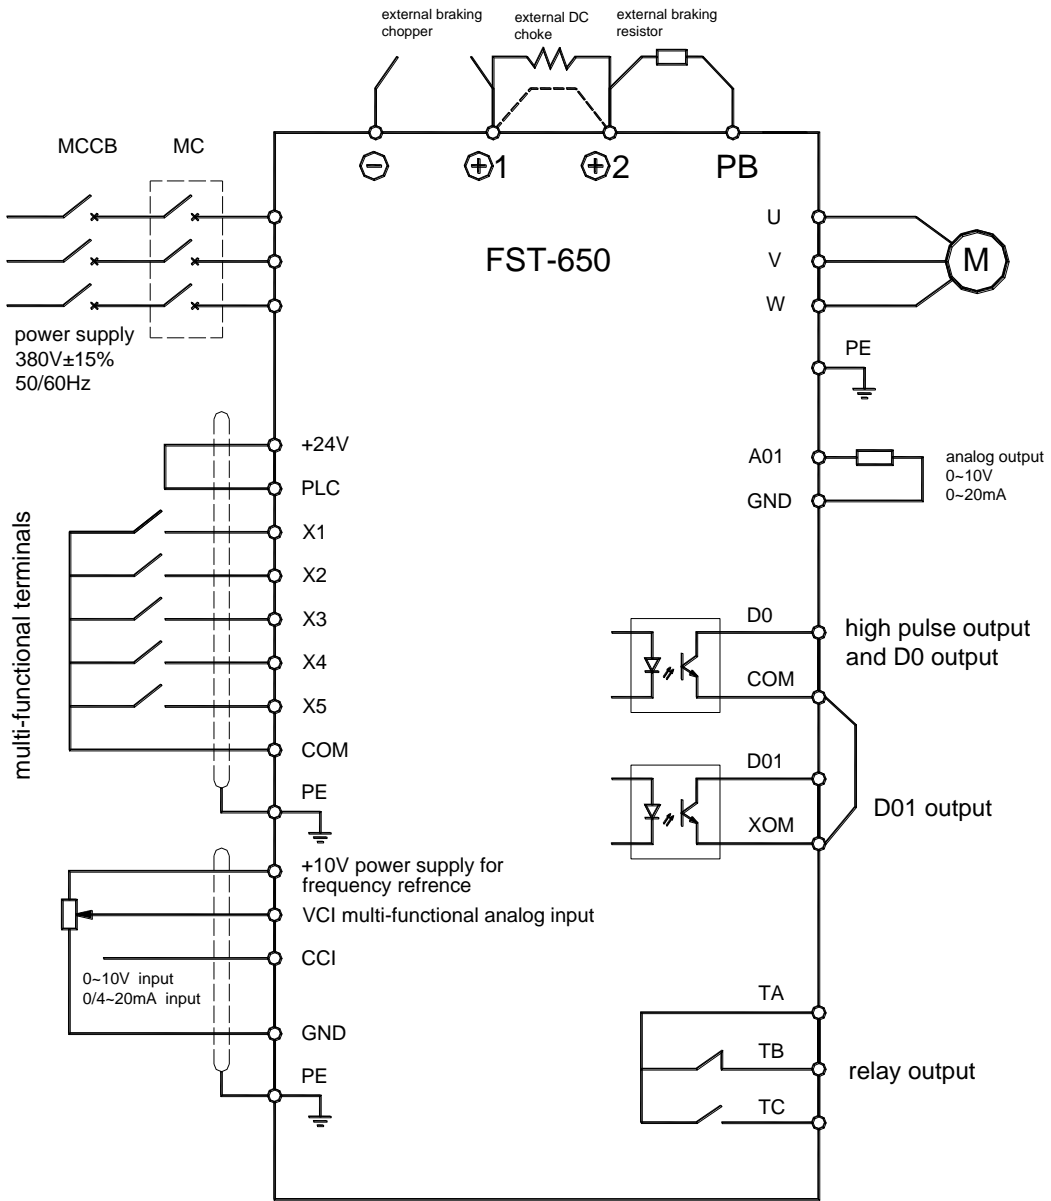 external braking
chopper
external DC
choke
external braking
resistor
MCCB
MC
⊖
⊕1
⊕2
PB
FST-650
U
V
W
M
power supply
380V±15%
50/60Hz
PE
+24V
PLC
X1
X2
X3
X4
X5
COM
PE
multi-functional terminals
A01
GND
analog output
0~10V
0~20mA
D0
COM
high pulse output
and D0 output
D01
XOM
D01 output
+10V power supply for
frequency refrence
VCI multi-functional analog input
CCI
0~10V input
0/4~20mA input
GND
PE
TA
TB
TC
relay output